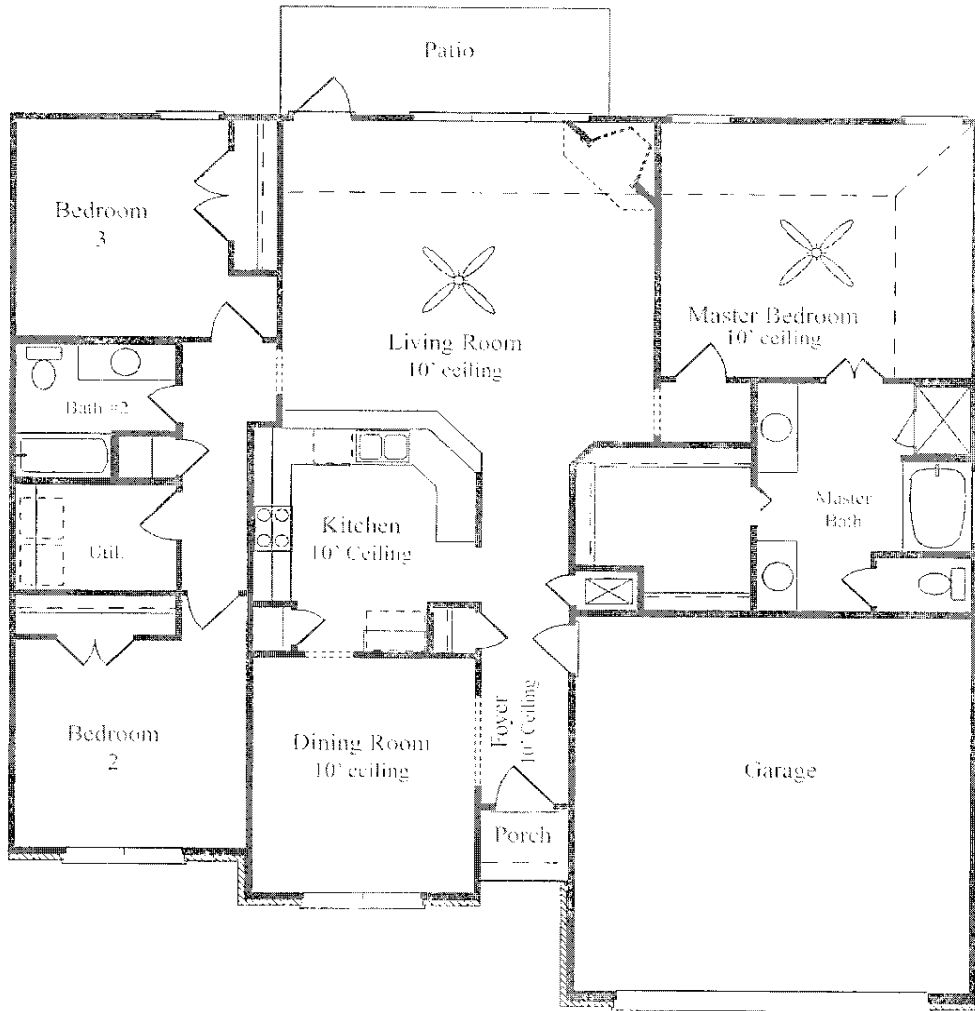 Patio
Bedroom
3
Living Room
10' ceiling
Master Bedroom
10' ceiling
Bath #2
Kitchen
10' Ceiling
Master
Bath
Util.
Bedroom
2
Dining Room
10' ceiling
Foyer
10' Ceiling
Porch
Garage